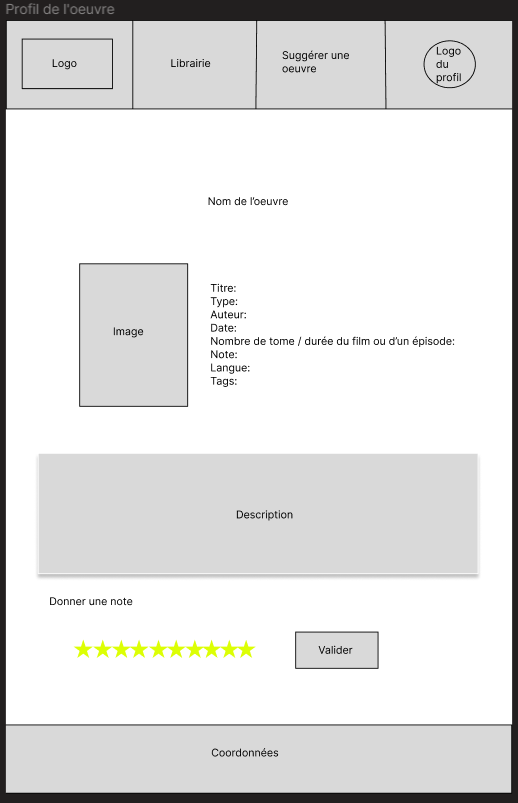 Profil de l'oeuvre
Logo
Librairie
Suggérer une
oeuvre
Logo
du
profil
Nom de l'oeuvre
Image
Titre:
Type:
Auteur:
Date:
Nombre de tome / durée du film ou d'un épisode:
Note:
Langue:
Tags:
Description
Donner une note
Valider
Coordonnées